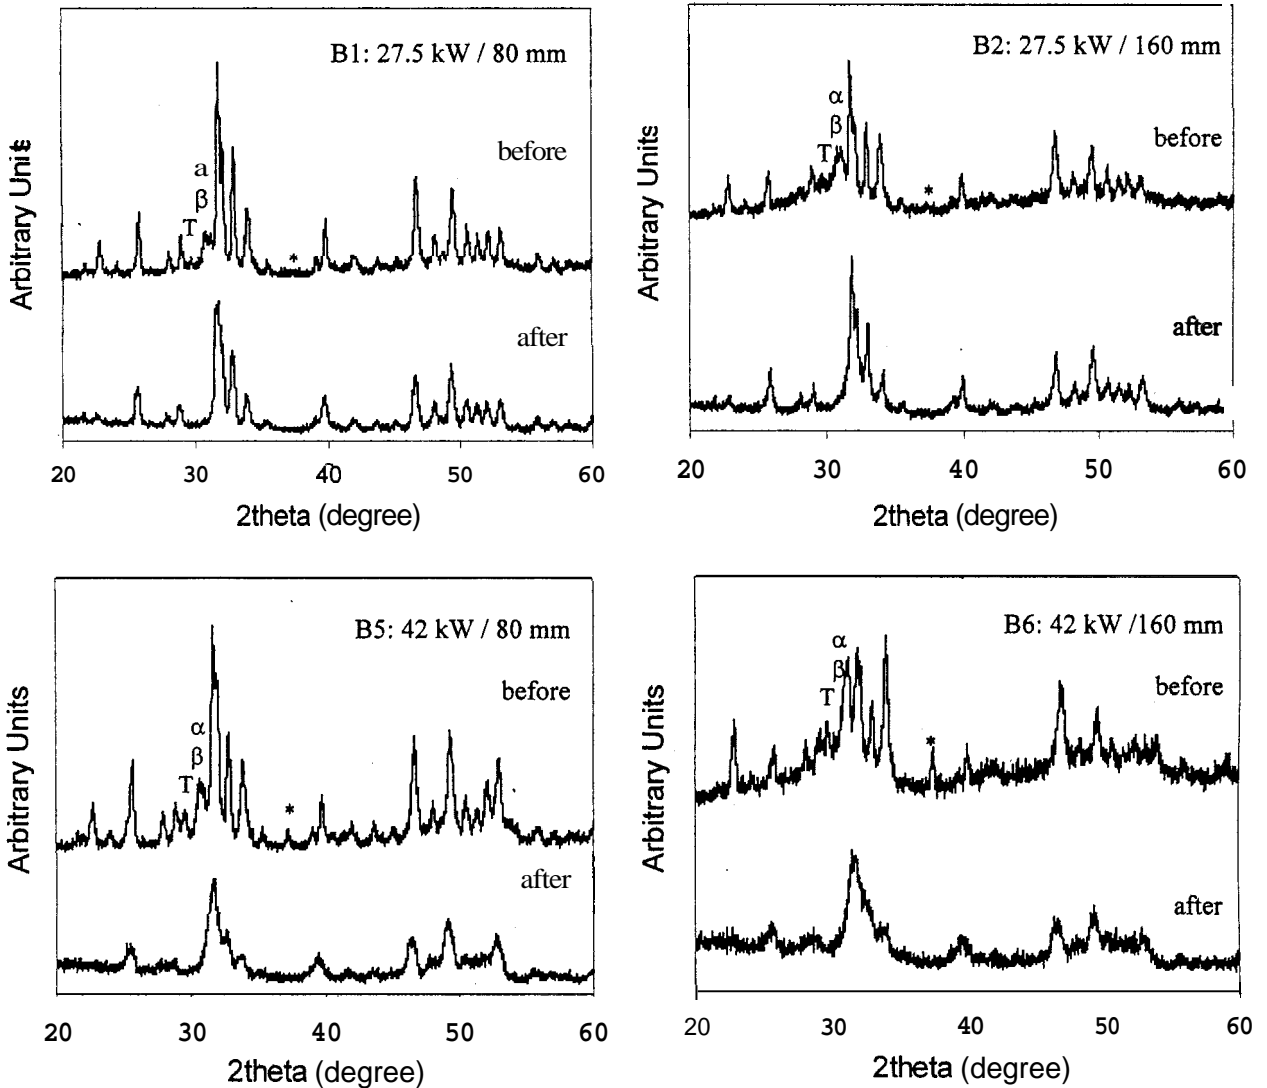 B1: 27.5 kW / 80 mm
before
a
β
T
*
after
Arbitrary Units
20 30 40 50 60
2theta (degree)
B2: 27.5 kW / 160 mm
before
α
β
T
*
after
Arbitrary Units
20 30 40 50 60
2theta (degree)
B5: 42 kW / 80 mm
before
α
β
T
*
after
Arbitrary Units
20 30 40 50 60
2theta (degree)
B6: 42 kW /160 mm
before
α
β
T
*
after
Arbitrary Units
20 30 40 50 60
2theta (degree)